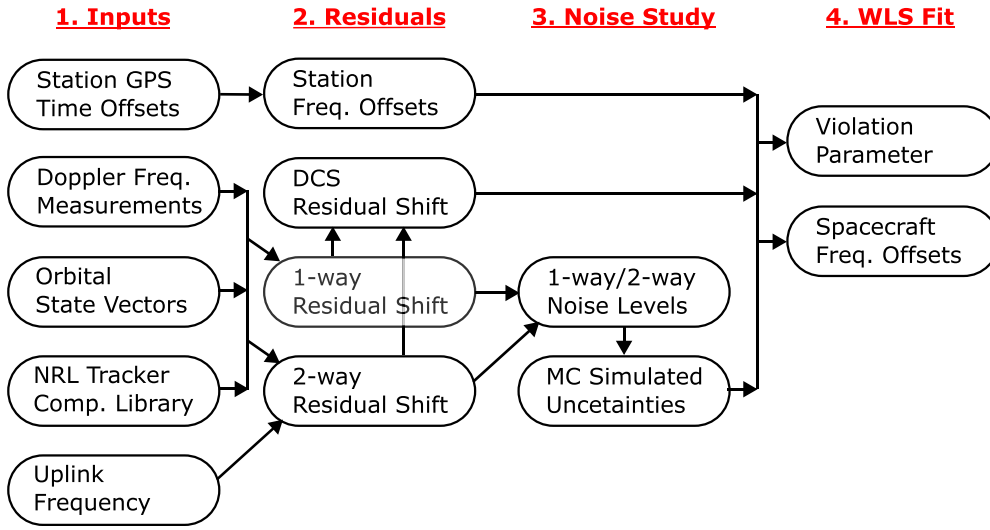 1. Inputs
2. Residuals
3. Noise Study
4. WLS Fit
Station GPS
Time Offsets
Station
Freq. Offsets
Violation
Parameter
Doppler Freq.
Measurements
DCS
Residual Shift
Spacecraft
Freq. Offsets
Orbital
State Vectors
1-way
Residual Shift
1-way/2-way
Noise Levels
NRL Tracker
Comp. Library
2-way
Residual Shift
MC Simulated
Uncetainties
Uplink
Frequency